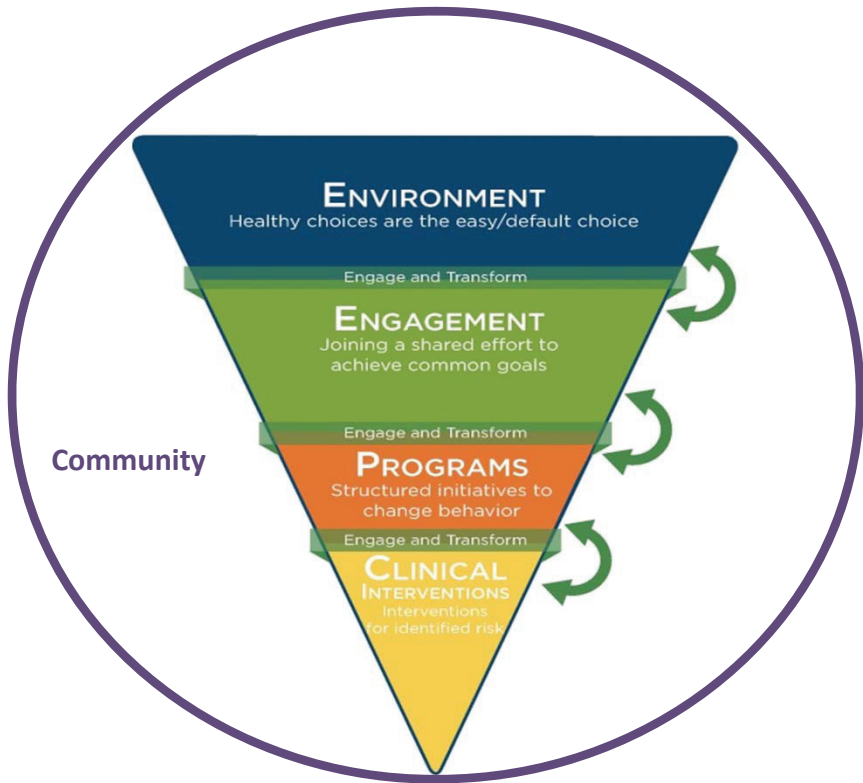 ENVIRONMENT
Healthy choices are the easy/default choice
Engage and Transform
ENGAGEMENT
Joining a shared effort to
achieve common goals
Engage and Transform
Community
PROGRAMS
Structured initiatives to
change behavior
Engage and Transform
CLINICAL
INTERVENTIONS
Interventions
for identified risk